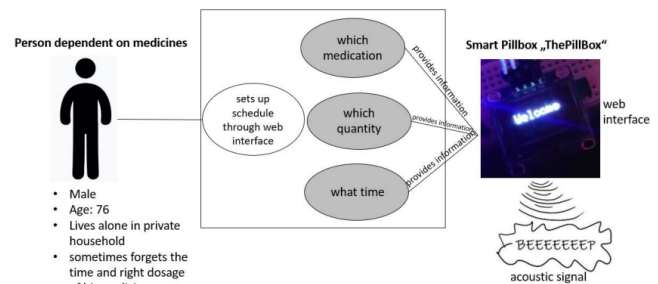 Person dependent on medicines
• Male
• Age: 76
• Lives alone in private
household
• sometimes forgets the
time and right dosage
sets up
schedule
through web
interface
which
medication
which
quantity
what time
provides information
provides information
provides information
Smart Pillbox „ThePillBox“
Welcome
web
interface
BEEEEEEEP
acoustic signal